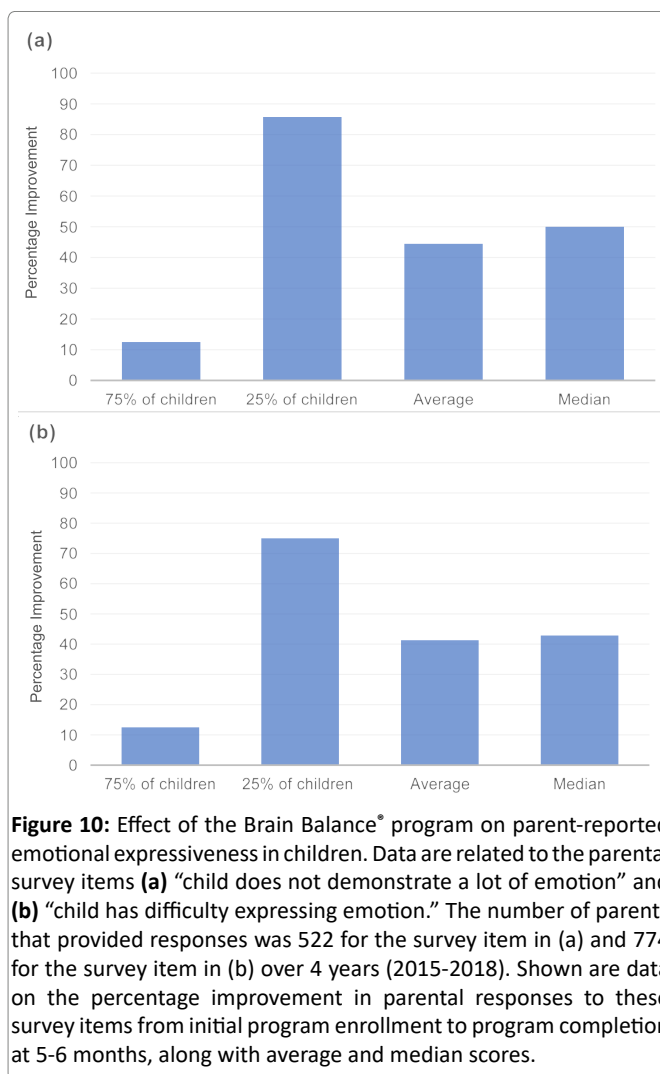 (a)
100
90
80
70
60
50
40
30
20
10
0
Percentage Improvement
75% of children 25% of children Average Median
(b)
100
90
80
70
60
50
40
30
20
10
0
Percentage Improvement
75% of children 25% of children Average Median
Figure 10: Effect of the Brain Balance® program on parent-reported
emotional expressiveness in children. Data are related to the parenta
survey items (a) “child does not demonstrate a lot of emotion” and
(b) “child has difficulty expressing emotion.” The number of parent
that provided responses was 522 for the survey item in (a) and 774
for the survey item in (b) over 4 years (2015-2018). Shown are data
on the percentage improvement in parental responses to these
survey items from initial program enrollment to program completion
at 5-6 months, along with average and median scores.